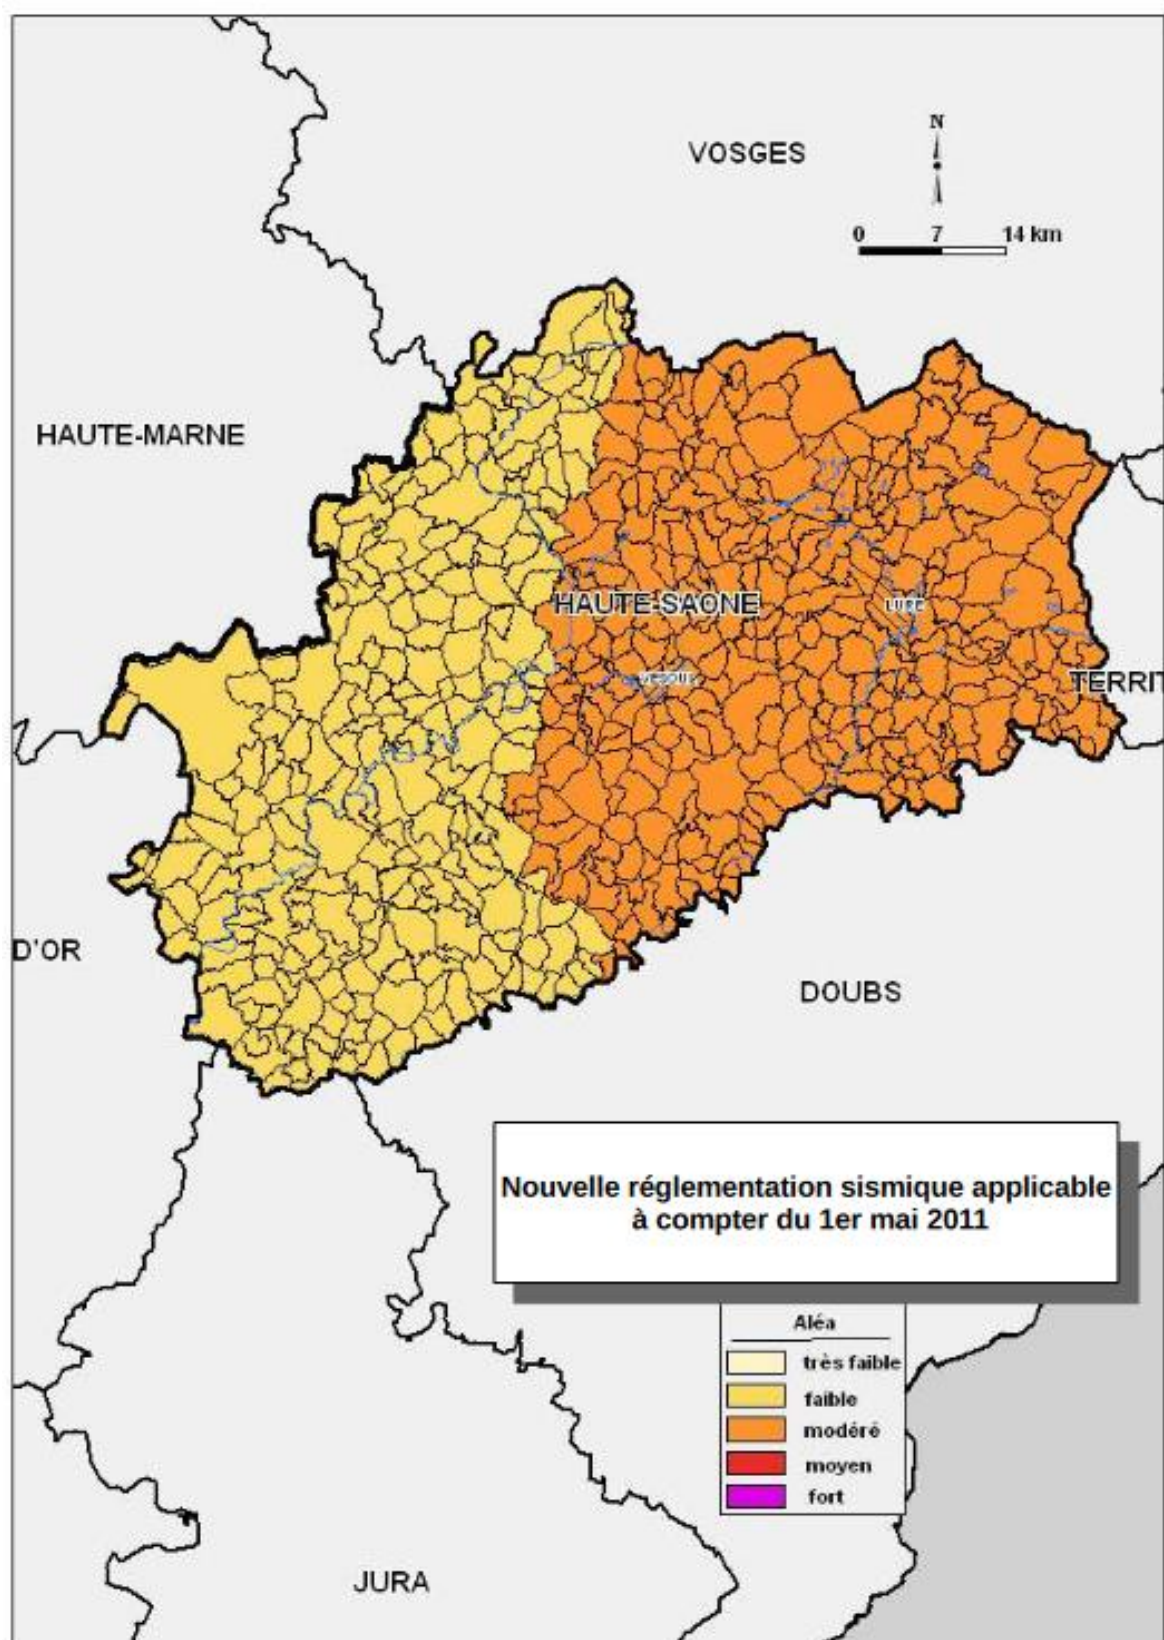 VOSGES
N
0 7 14 km
HAUTE-MARNE
HAUTE-SAONE
LURE
VESOUL
TERRIT
D'OR
DOUBS
Nouvelle réglementation sismique applicable
à compter du 1er mai 2011
Aléa
très faible
faible
modéré
moyen
fort
JURA